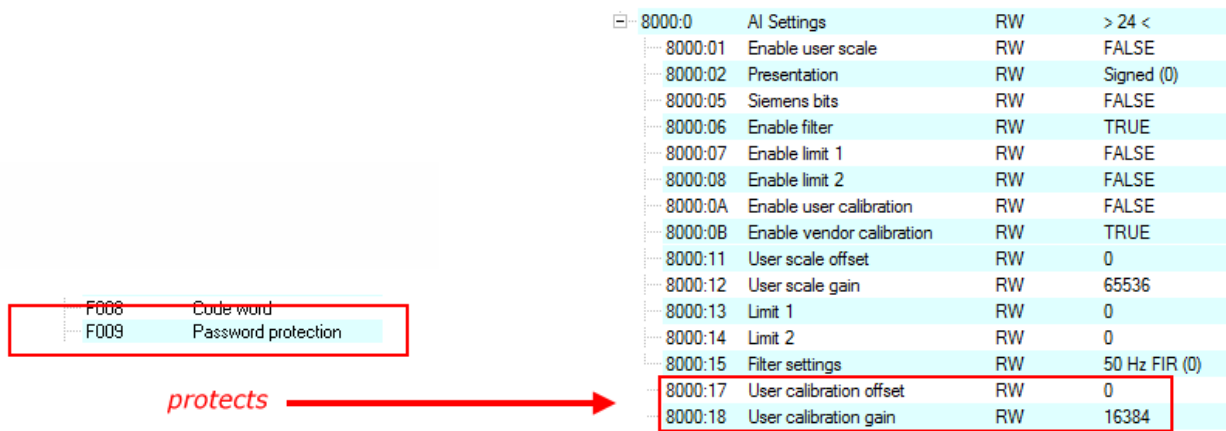 8000:0 AI Settings RW > 24 <
8000:01 Enable user scale RW FALSE
8000:02 Presentation RW Signed (0)
8000:05 Siemens bits RW FALSE
8000:06 Enable filter RW TRUE
8000:07 Enable limit 1 RW FALSE
8000:08 Enable limit 2 RW FALSE
8000:0A Enable user calibration RW FALSE
8000:0B Enable vendor calibration RW TRUE
8000:11 User scale offset RW 0
8000:12 User scale gain RW 65536
8000:13 Limit 1 RW 0
8000:14 Limit 2 RW 0
8000:15 Filter settings RW 50 Hz FIR (0)
8000:17 User calibration offset RW 0
8000:18 User calibration gain RW 16384
F008 Code word
F009 Password protection
protects